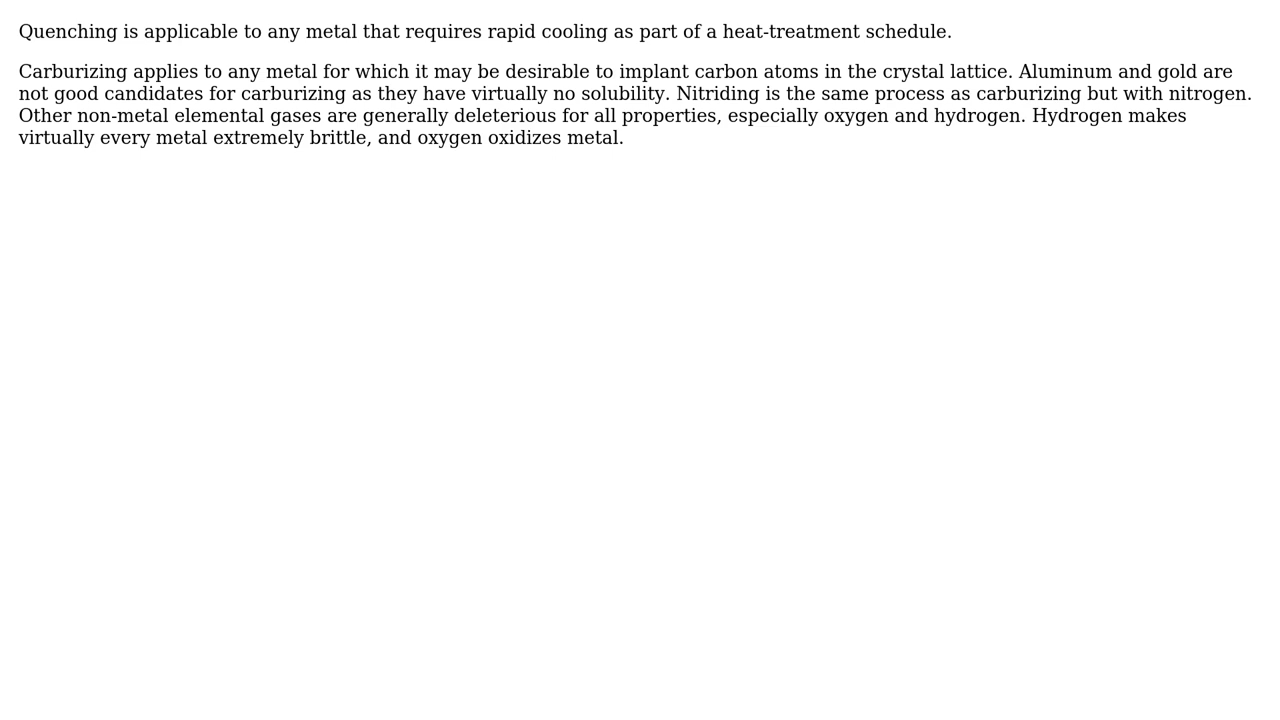 Quenching is applicable to any metal that requires rapid cooling as part of a heat-treatment schedule.
Carburizing applies to any metal for which it may be desirable to implant carbon atoms in the crystal lattice. Aluminum and gold are
not good candidates for carburizing as they have virtually no solubility. Nitriding is the same process as carburizing but with nitrogen.
Other non-metal elemental gases are generally deleterious for all properties, especially oxygen and hydrogen. Hydrogen makes
virtually every metal extremely brittle, and oxygen oxidizes metal.